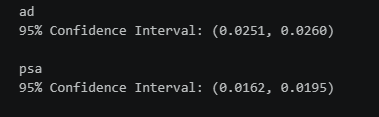 ad
95% Confidence Interval: (0.0251, 0.0260)
psa
95% Confidence Interval: (0.0162, 0.0195)